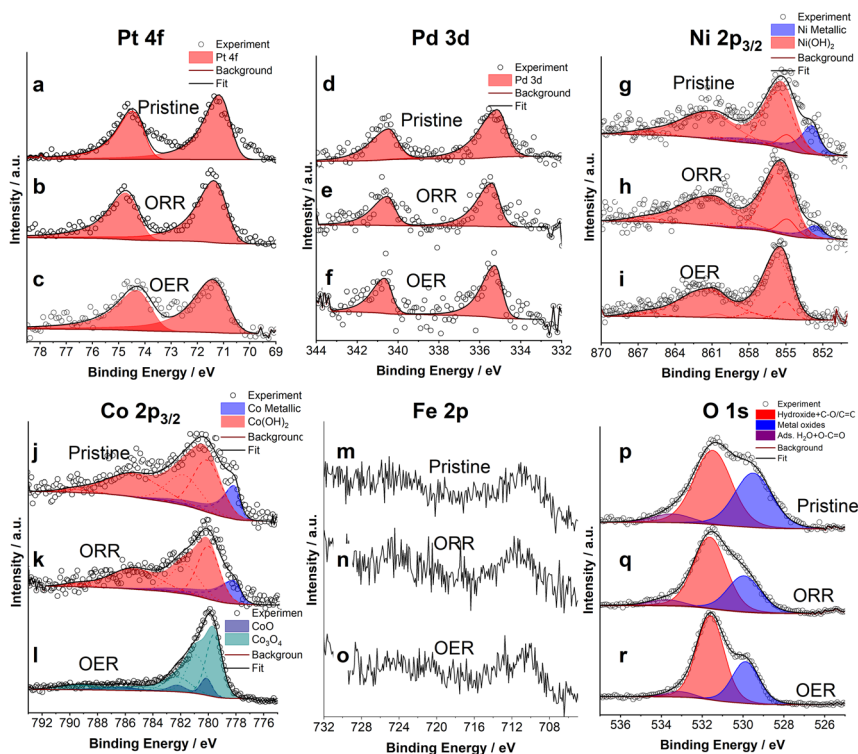 Pt 4f
Experiment
Pt 4f
Background
Fit
a
Pristine
b
ORR
c
OER
Intensity / a.u.
78 77 76 75 74 73 72 71 70 69
Binding Energy / eV
Pd 3d
Experiment
Pd 3d
Background
Fit
d
Pristine
e
ORR
f
OER
Intensity / a.u.
344 342 340 338 336 334 332
Binding Energy / eV
Ni 2p3/2
Experiment
Ni Metallic
Ni(OH)2
Background
Fit
g
Pristine
h
ORR
i
OER
Intensity / a.u.
870 867 864 861 858 855 852
Binding Energy / eV
Co 2p3/2
Experiment
Co Metallic
Co(OH)2
Background
Fit
j
Pristine
k
ORR
Experiment
CoO
Co3O4
Background
Fit
l
OER
Intensity / a.u.
792 790 788 786 784 782 780 778 776
Binding Energy / eV
Fe 2p
m
Pristine
n
ORR
o
OER
Intensity / a.u.
732 728 724 720 716 712 708
Binding Energy / eV
O 1s
Experiment
Hydroxide+C-O/C=O
Metal oxides
Ads. H2O+O-C=O
Background
Fit
p
Pristine
q
ORR
r
OER
Intensity / a.u.
536 534 532 530 528 526
Binding Energy / eV